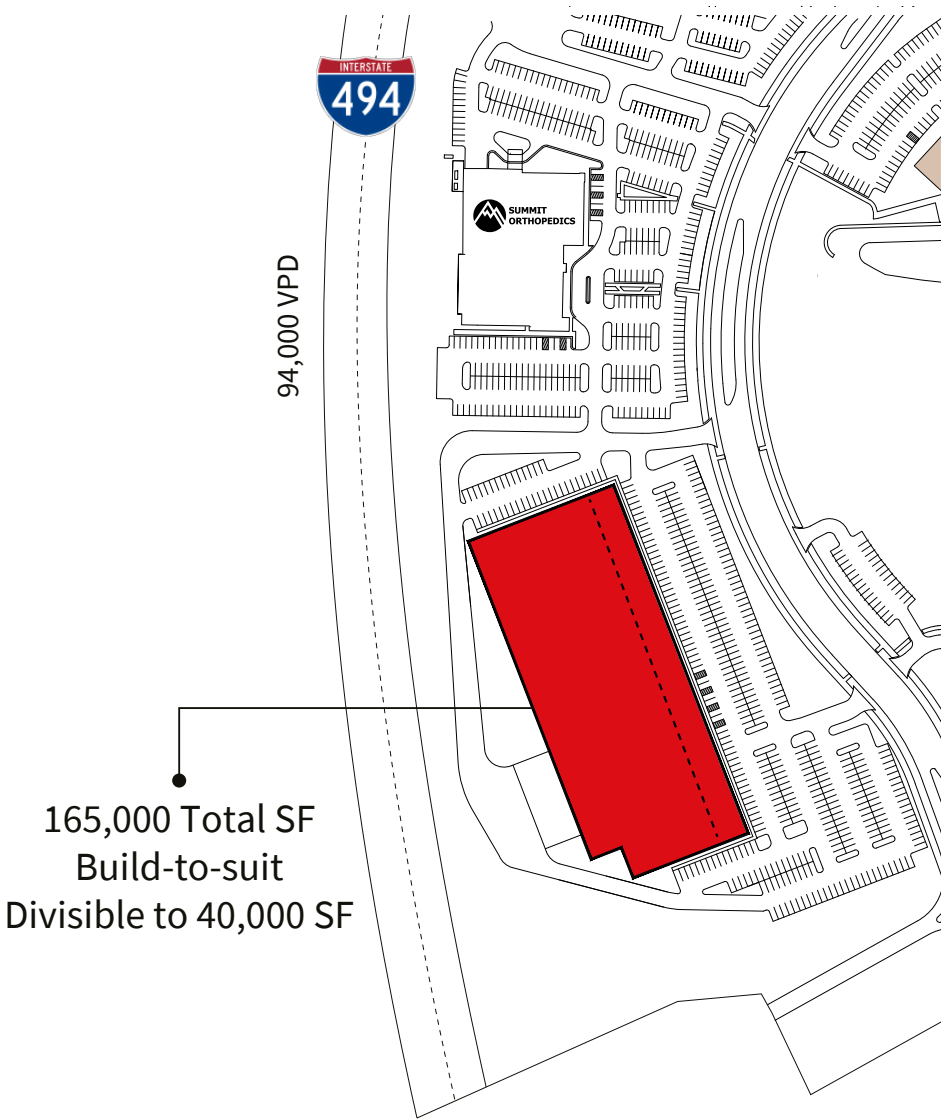 INTERSTATE
494
SUMMIT
ORTHOPEDICS
94,000 VPD
165,000 Total SF
Build-to-suit
Divisible to 40,000 SF